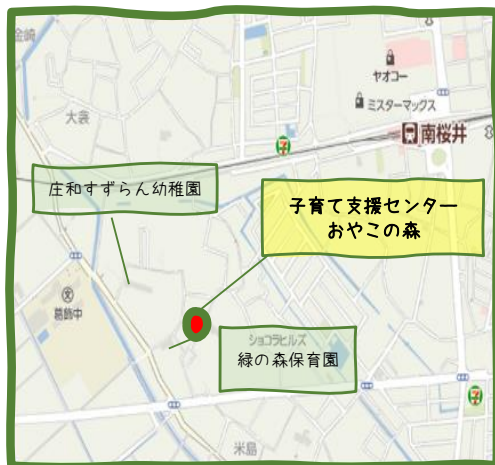 金崎
ヤオコー
ミスターマックス
大衾
南桜井
庄和すずらん幼稚園
子育て支援センター
おやこの森
葛飾中
ショコラヒルズ
緑の森保育園
米島